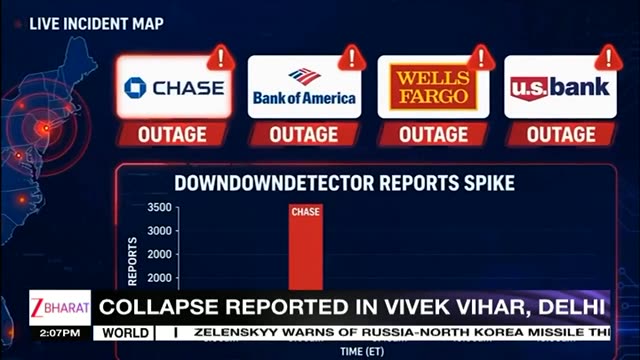 LIVE INCIDENT MAP
!
!
!
!
CHASE
Bank of America
WELLS
FARGO
usbank
OUTAGE
OUTAGE
OUTAGE
OUTAGE
DOWNDOWNDETECTOR REPORTS SPIKE
REPORTS
3500
3000
2000
CHASE
Z BHARAT
COLLAPSE REPORTED IN VIVEK VIHAR, DELHI
2:07PM
WORLD
ZELENSKYY WARNS OF RUSSIA-NORTH KOREA MISSILE
TIME (ET)